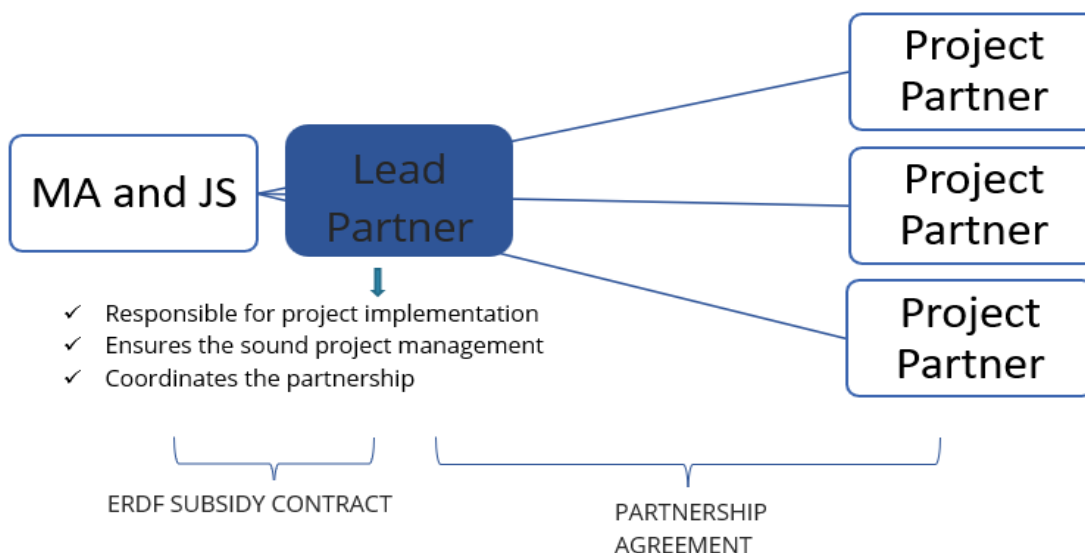 Project
Partner
MA and JS
Lead
Partner
Project
Partner
Project
Partner
✓ Responsible for project implementation
✓ Ensures the sound project management
✓ Coordinates the partnership
ERDF SUBSIDY CONTRACT
PARTNERSHIP
AGREEMENT